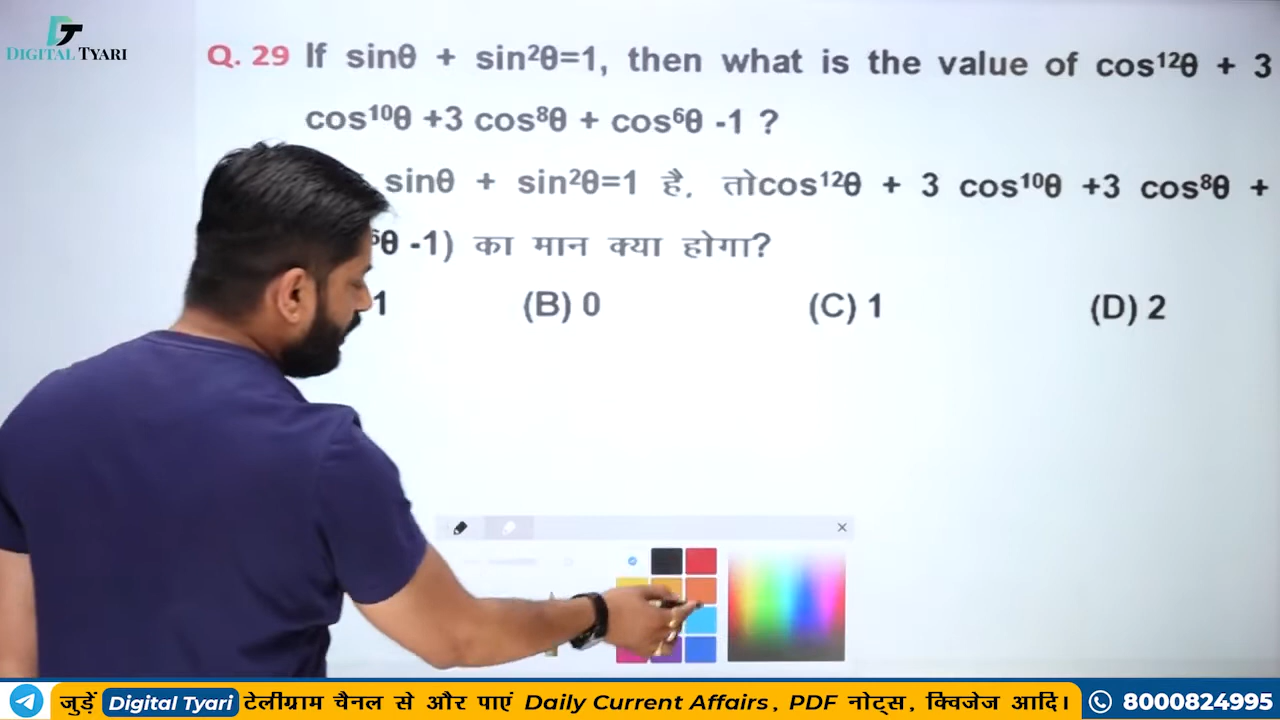 DIGITAL TYARI
Q. 29 If sinθ + sin²θ=1, then what is the value of cos¹²θ + 3
cos¹⁰θ +3 cos⁸θ + cos⁶θ -1 ?
sinθ + sin²θ=1 है, तोcos¹²θ + 3 cos¹⁰θ +3 cos⁸θ +
⁶θ -1) का मान क्या होगा?
1 (B) 0 (C) 1 (D) 2
जुड़ें Digital Tyari टेलीग्राम चैनल से और पाएं Daily Current Affairs, PDF नोट्स, क्विजेज आदि। 8000824995